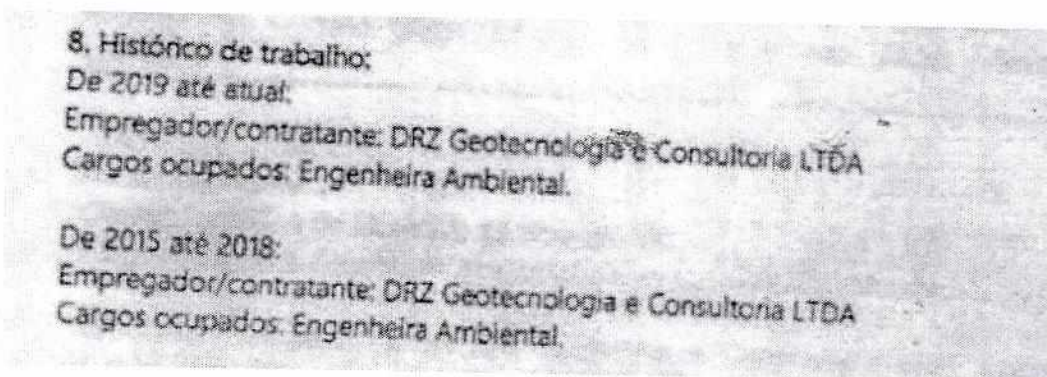 8. Histórico de trabalho:
De 2019 até atual:
Empregador/contratante: DRZ Geotecnologia e Consultoria LTDA
Cargos ocupados: Engenheira Ambiental.
De 2015 até 2018:
Empregador/contratante: DRZ Geotecnologia e Consultoria LTDA
Cargos ocupados: Engenheira Ambiental.